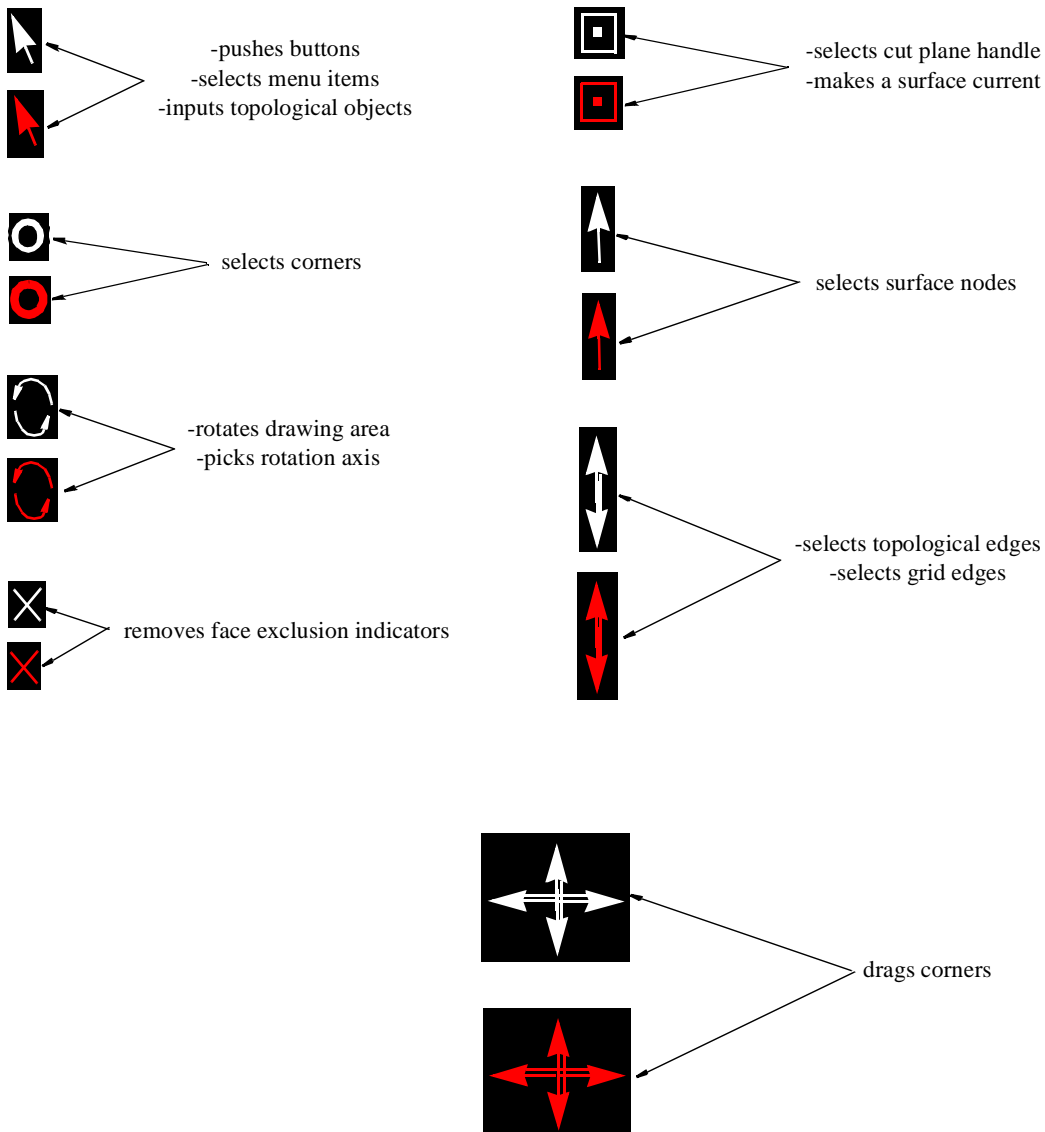 -pushes buttons
-selects menu items
-inputs topological objects
selects corners
-rotates drawing area
-picks rotation axis
removes face exclusion indicators
-selects cut plane handle
-makes a surface current
selects surface nodes
-selects topological edges
-selects grid edges
drags corners